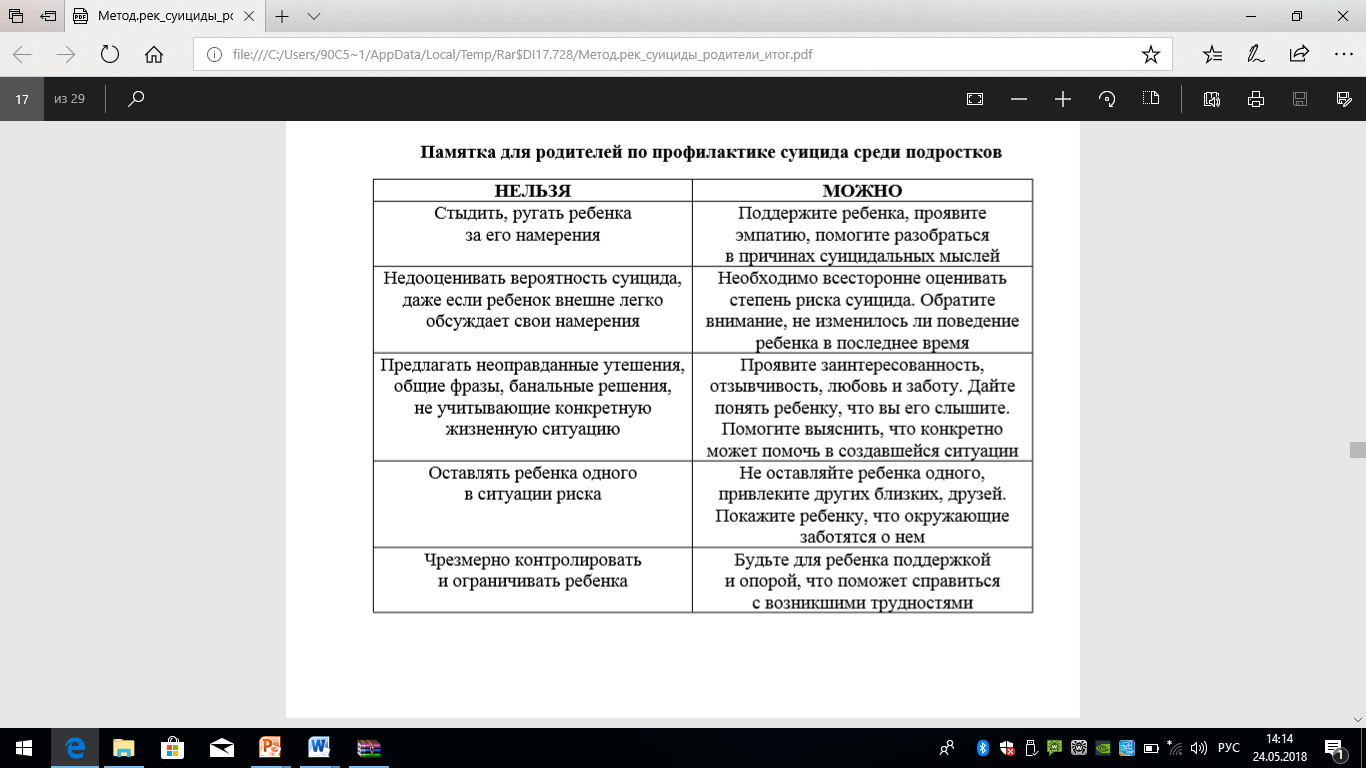 Метод.рек_суициды_ро
file:///C:/Users/90C5~1/AppData/Local/Temp/Rar$DI17.728/Метод.рек_суициды_родители_итог.pdf
17 из 29
Памятка для родителей по профилактике суицида среди подростков
НЕЛЬЗЯ
МОЖНО
Стыдить, ругать ребенка
за его намерения
Поддержите ребенка, проявите
эмпатию, помогите разобраться
в причинах суицидальных мыслей
Недооценивать вероятность суицида,
даже если ребенок внешне легко
обсуждает свои намерения
Необходимо всесторонне оценивать
степень риска суицида. Обратите
внимание, не изменилось ли поведение
ребенка в последнее время
Предлагать неоправданные утешения,
общие фразы, банальные решения,
не учитывающие конкретную
жизненную ситуацию
Проявите заинтересованность,
отзывчивость, любовь и заботу. Дайте
понять ребенку, что вы его слышите.
Помогите выяснить, что конкретно
может помочь в создавшейся ситуации
Оставлять ребенка одного
в ситуации риска
Не оставляйте ребенка одного,
привлеките других близких, друзей.
Покажите ребенку, что окружающие
заботятся о нем
Чрезмерно контролировать
и ограничивать ребенка
Будьте для ребенка поддержкой
и опорой, что поможет справиться
с возникшими трудностями
РУС
14:14
24.05.2018